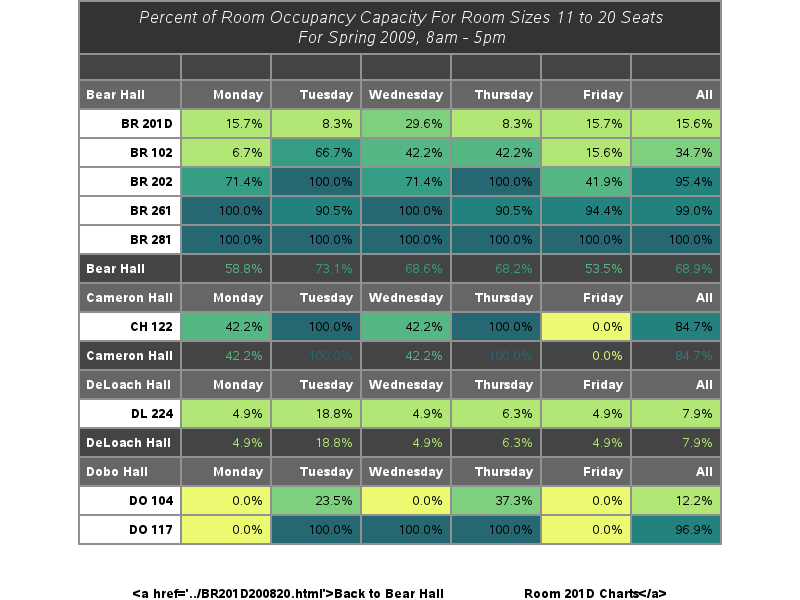 Percent of Room Occupancy Capacity For Room Sizes 11 to 20 Seats
For Spring 2009, 8am - 5pm
Bear Hall Monday Tuesday Wednesday Thursday Friday All
BR 201D 15.7% 8.3% 29.6% 8.3% 15.7% 15.6%
BR 102 6.7% 66.7% 42.2% 42.2% 15.6% 34.7%
BR 202 71.4% 100.0% 71.4% 100.0% 41.9% 95.4%
BR 261 100.0% 90.5% 100.0% 90.5% 94.4% 99.0%
BR 281 100.0% 100.0% 100.0% 100.0% 100.0% 100.0%
Bear Hall 58.8% 73.1% 68.6% 68.2% 53.5% 68.9%
Cameron Hall Monday Tuesday Wednesday Thursday Friday All
CH 122 42.2% 100.0% 42.2% 100.0% 0.0% 84.7%
Cameron Hall 42.2% 100.0% 42.2% 100.0% 0.0% 84.7%
DeLoach Hall Monday Tuesday Wednesday Thursday Friday All
DL 224 4.9% 18.8% 4.9% 6.3% 4.9% 7.9%
DeLoach Hall 4.9% 18.8% 4.9% 6.3% 4.9% 7.9%
Dobo Hall Monday Tuesday Wednesday Thursday Friday All
DO 104 0.0% 23.5% 0.0% 37.3% 0.0% 12.2%
DO 117 0.0% 100.0% 100.0% 100.0% 0.0% 96.9%
<a href='../BR201D200820.html'>Back to Bear Hall Room 201D Charts</a>